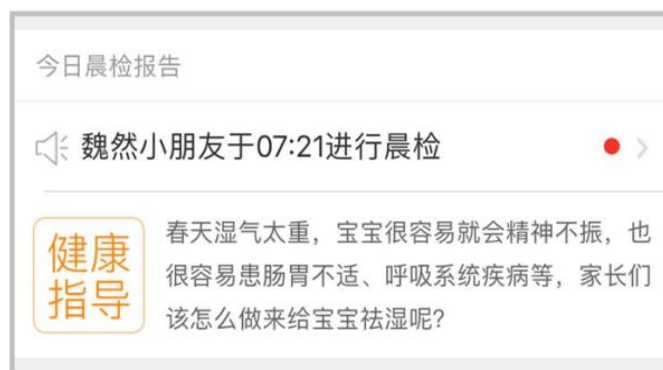 今日晨检报告
魏然小朋友于07:21进行晨检
健康
指导
春天湿气太重，宝宝很容易就会精神不振，也
很容易患肠胃不适、呼吸系统疾病等，家长们
该怎么做来给宝宝祛湿呢?